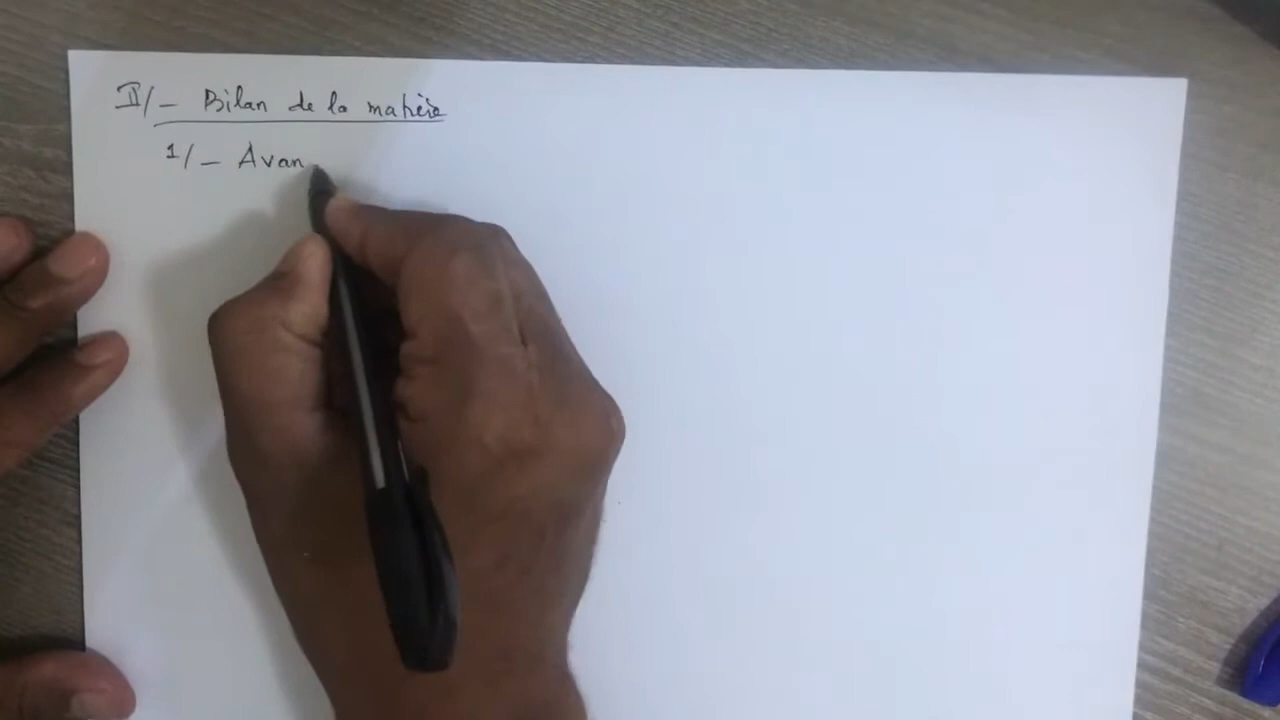 II/- Bilan de la matière
1/- Avan